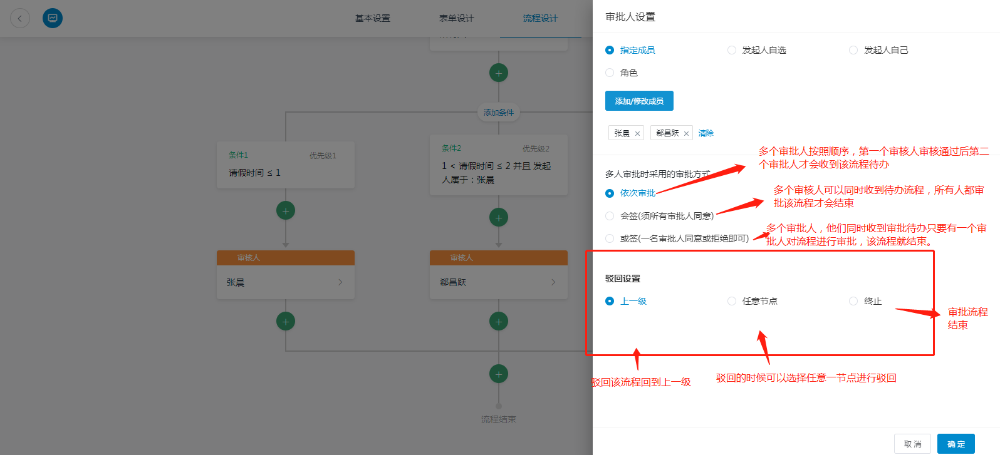 基本设置
表单设计
流程设计
添加条件
条件1
优先级1
请假时间 ≤ 1
条件2
优先级2
1 < 请假时间 ≤ 2 并且 发起
人属于：张晨
审核人
张晨
审核人
郗昌跃
流程结束
审批人设置
指定成员
发起人自选
发起人自己
角色
添加/修改成员
张晨 ×
郗昌跃 ×
清除
多人审批时采用的审批方式
依次审批
会签(须所有审批人同意)
或签(一名审批人同意或拒绝即可)
多个审批人按照顺序，第一个审核人审核通过后第二
个审批人才会收到该流程待办
多个审核人可以同时收到待办流程，所有人都审
批该流程才会结束
多个审批人，他们同时收到审批待办只要有一个审
批人对流程进行审批，该流程就结束。
驳回设置
上一级
任意节点
终止
审批流程
结束
驳回该流程回到上一级
驳回的时候可以选择任意一节点进行驳回
取 消
确 定